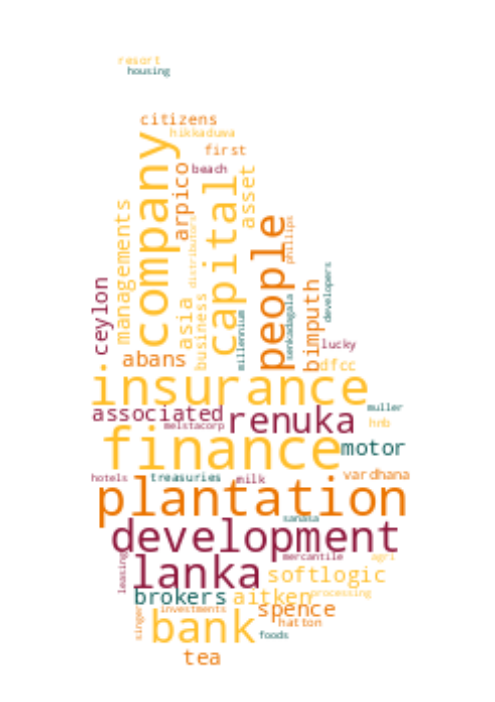 resort
housing
citizens
hikkaduwa
company
first
beach
arpico
capital
asset
managements
distributors
people
phillips
ceylon
asia
business
millennium
senkadagala
developers
bimputh
lucky
abans
dfcc
insurance
associated
renuka
muller
melstacorp
hnb
finance
motor
hotels
treasuries
milk
vardhana
plantation
sanasa
development
leasing
mercantile
agri
lanka
softlogic
brokers
aitken
processing
singer
investments
spence
bank
hatton
foods
tea